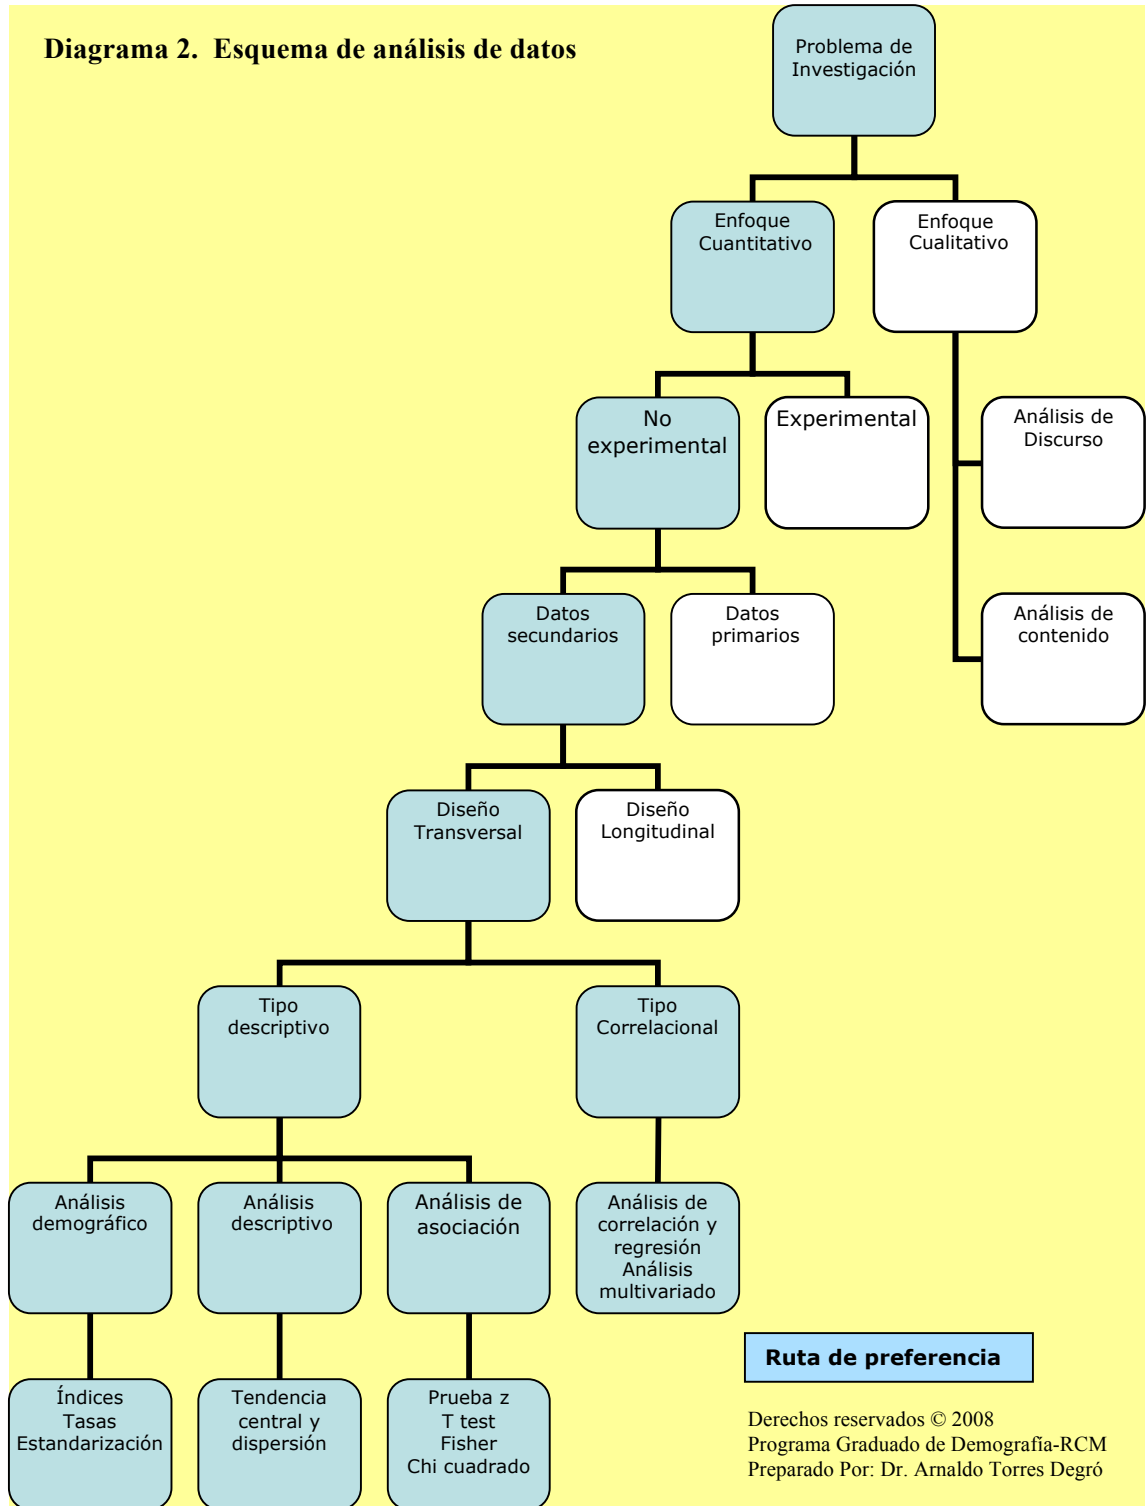 Diagrama 2. Esquema de análisis de datos
Problema de
Investigación
Enfoque
Cuantitativo
Enfoque
Cualitativo
No
experimental
Experimental
Análisis de
Discurso
Datos
secundarios
Datos
primarios
Análisis de
contenido
Diseño
Transversal
Diseño
Longitudinal
Tipo
descriptivo
Tipo
Correlacional
Análisis
demográfico
Análisis
descriptivo
Análisis de
asociación
Análisis de
correlación y
regresión
Análisis
multivariado
Índices
Tasas
Estandarización
Tendencia
central y
dispersión
Prueba z
T test
Fisher
Chi cuadrado
Ruta de preferencia
Derechos reservados © 2008
Programa Graduado de Demografía-RCM
Preparado Por: Dr. Arnaldo Torres Degró